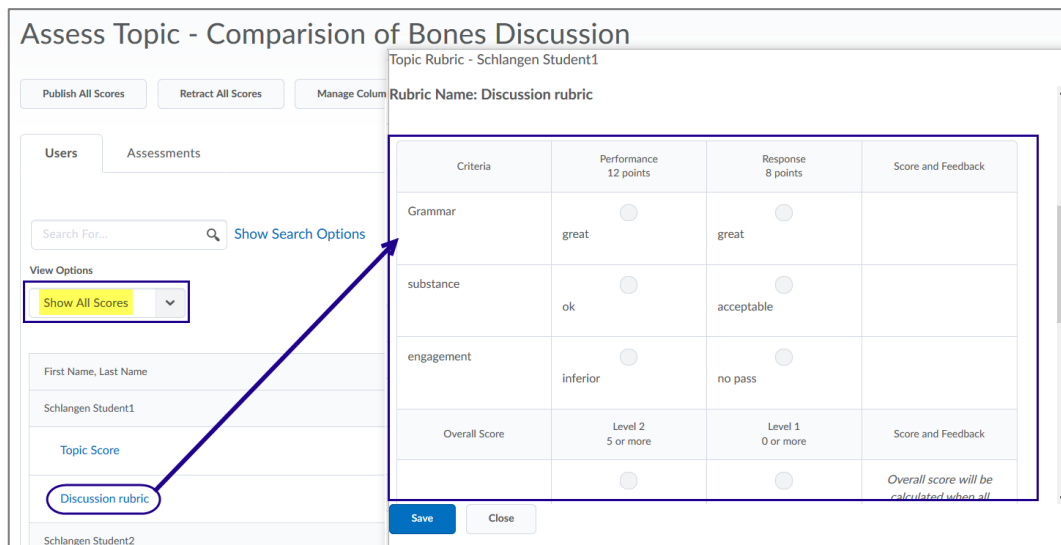 Assess Topic - Comparision of Bones Discussion
Publish All Scores
Retract All Scores
Manage Colum
Users
Assessments
Search For...
Show Search Options
View Options
Show All Scores
First Name, Last Name
Schlangen Student1
Topic Score
Discussion rubric
Schlangen Student2
Topic Rubric - Schlangen Student1
Rubric Name: Discussion rubric
Criteria
Performance
12 points
Response
8 points
Score and Feedback
Grammar
great
great
substance
ok
acceptable
engagement
inferior
no pass
Overall Score
Level 2
5 or more
Level 1
0 or more
Score and Feedback
Overall score will be
calculated when all
Save
Close